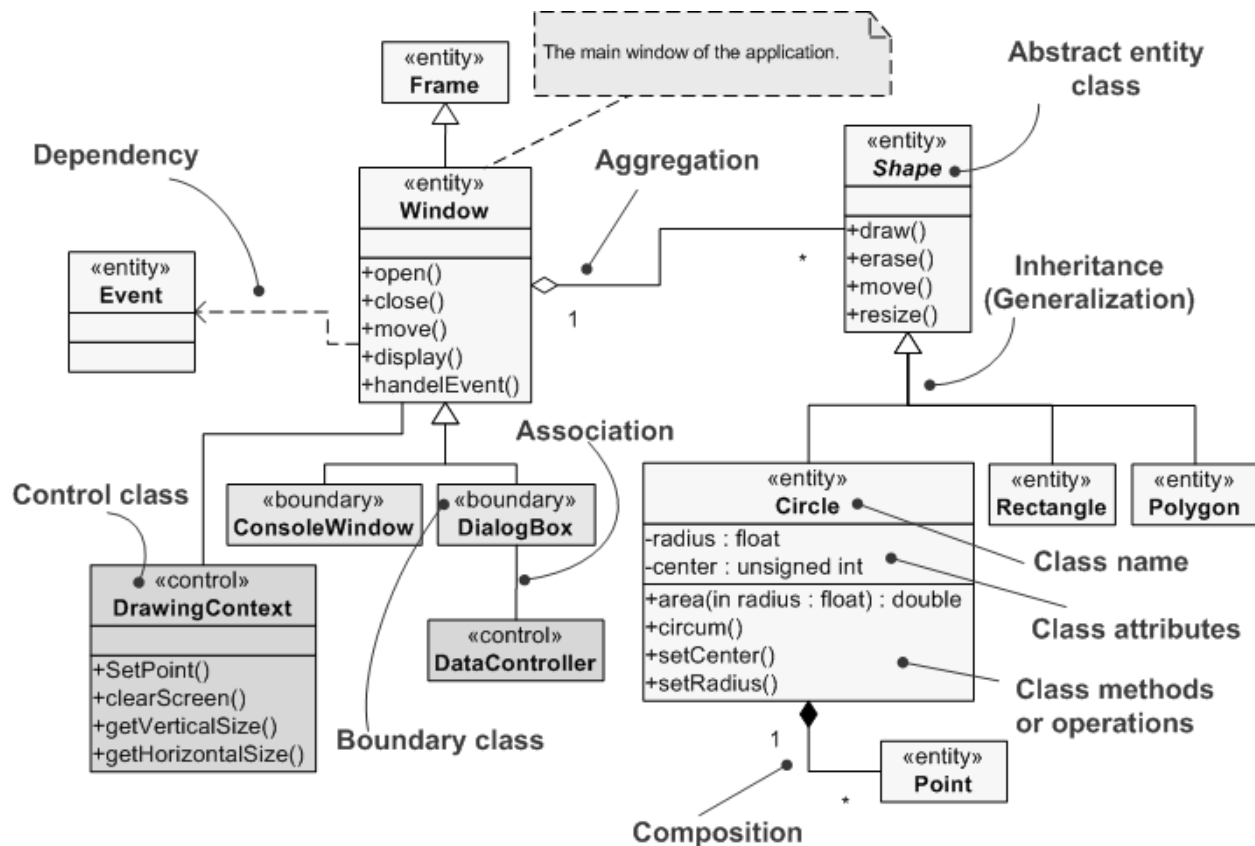 «entity»
Frame
The main window of the application.
Abstract entity
class
Dependency
«entity»
Window
+open()
+close()
+move()
+display()
+handelEvent()
Aggregation
1
*
«entity»
Shape
+draw()
+erase()
+move()
+resize()
«entity»
Event
Inheritance
(Generalization)
Association
Control class
«boundary»
ConsoleWindow
«boundary»
DialogBox
«entity»
Circle
-radius : float
-center : unsigned int
+area(in radius : float) : double
+circum()
+setCenter()
+setRadius()
«entity»
Rectangle
«entity»
Polygon
Class name
Class attributes
Class methods
or operations
«control»
DrawingContext
+SetPoint()
+clearScreen()
+getVerticalSize()
+getHorizontalSize()
«control»
DataController
Boundary class
1
*
«entity»
Point
Composition